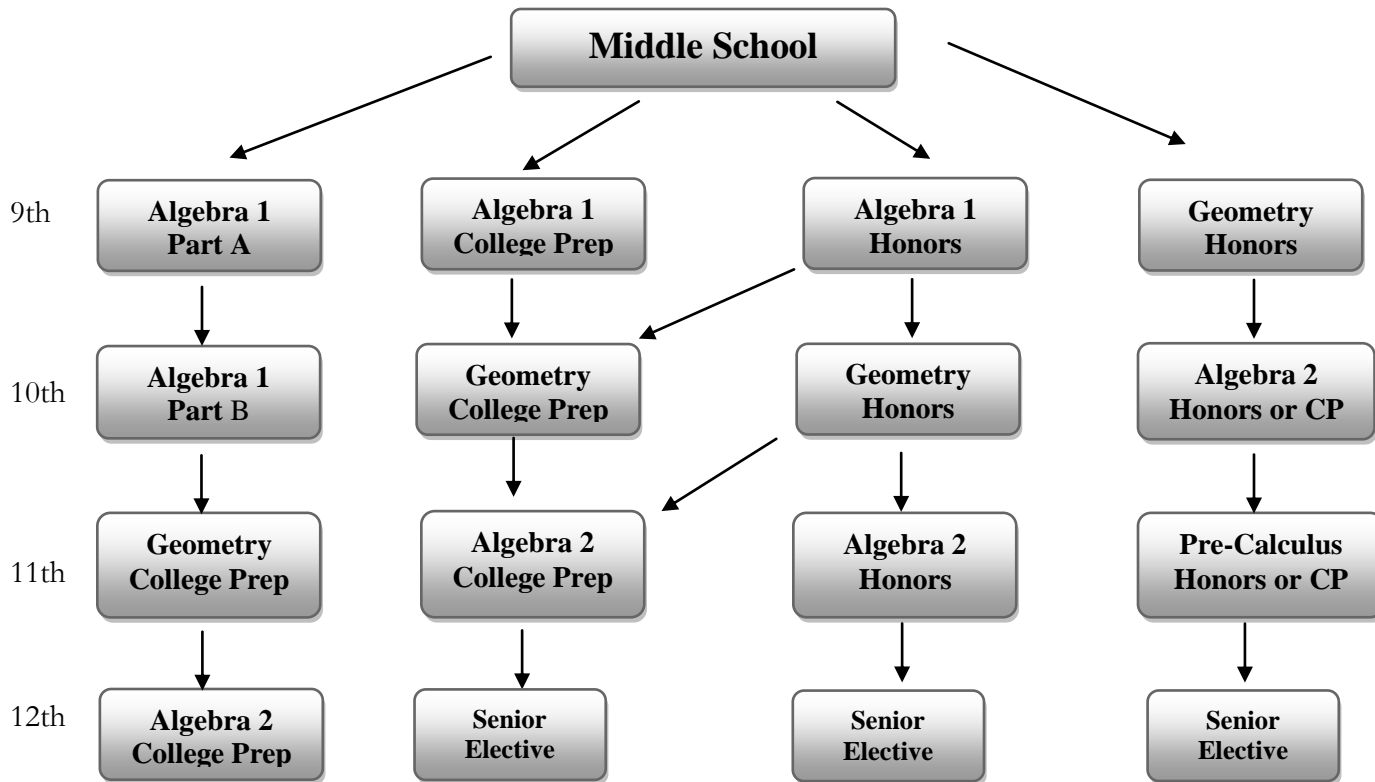 Middle School
9th
Algebra 1
Part A
Algebra 1
College Prep
Algebra 1
Honors
Geometry
Honors
10th
Algebra 1
Part B
Geometry
College Prep
Geometry
Honors
Algebra 2
Honors or CP
11th
Geometry
College Prep
Algebra 2
College Prep
Algebra 2
Honors
Pre-Calculus
Honors or CP
12th
Algebra 2
College Prep
Senior
Elective
Senior
Elective
Senior
Elective